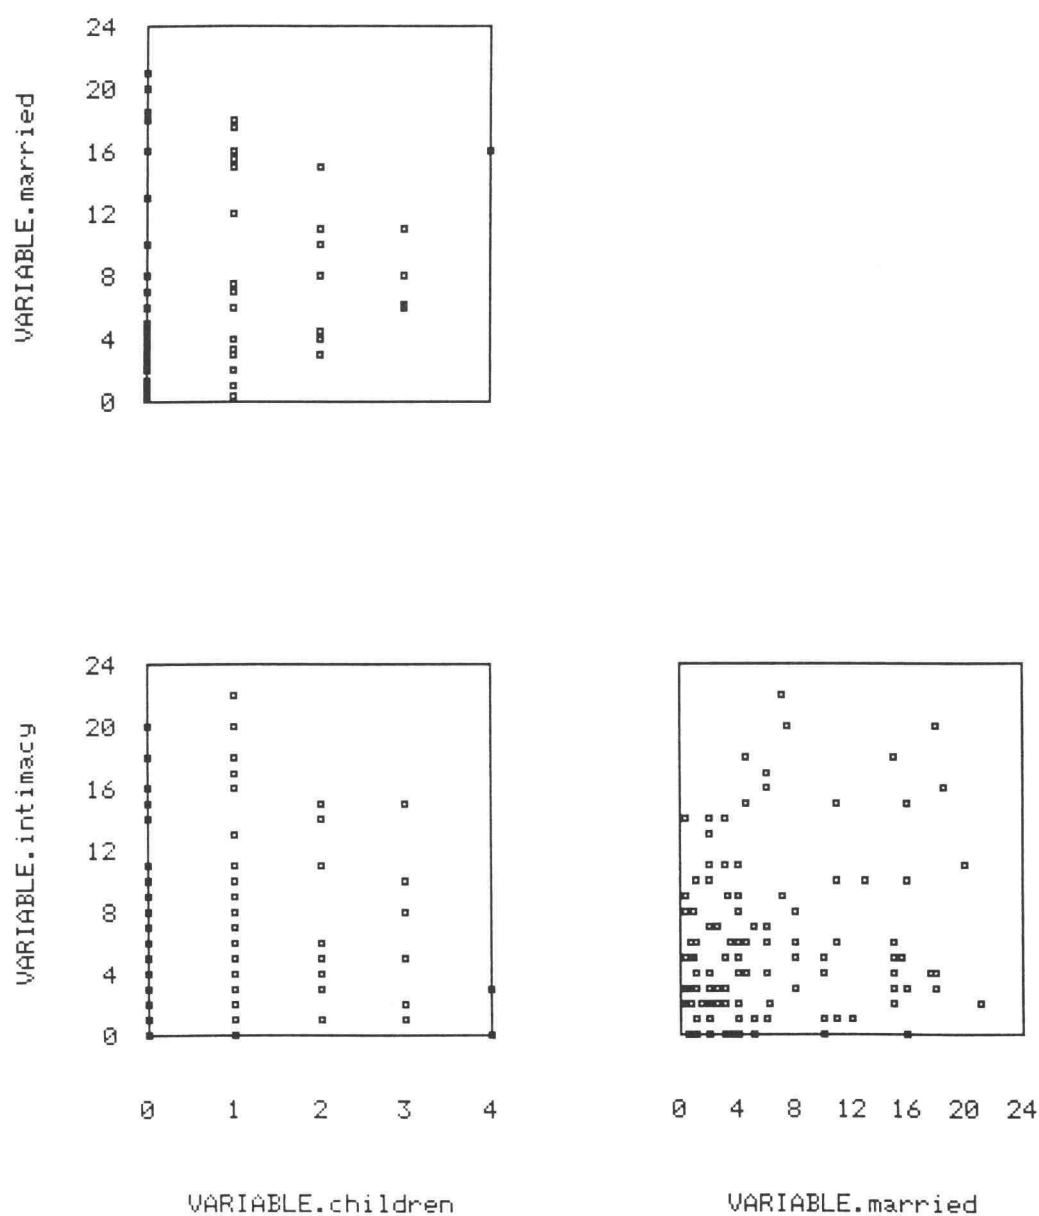 24
20
16
12
8
4
0
VARIABLE.married
24
20
16
12
8
4
0
VARIABLE.intimacy
0 1 2 3 4
VARIABLE.children
0 4 8 12 16 20 24
VARIABLE.married